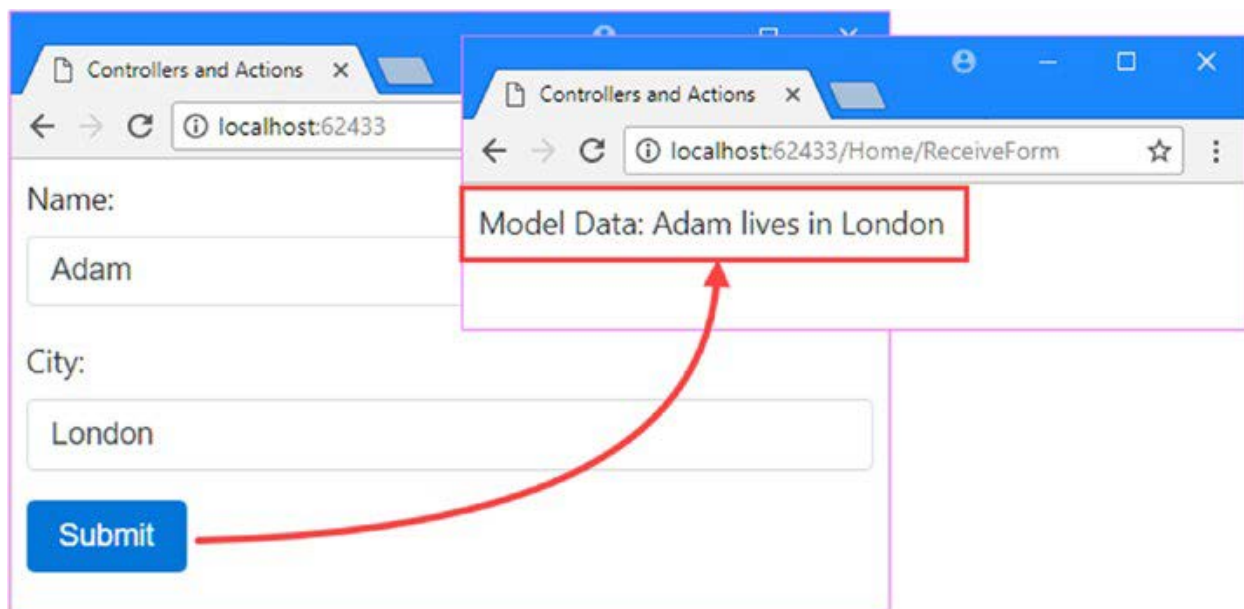 Controllers and Actions
localhost:62433
Name:
Adam
City:
London
Submit
Controllers and Actions
localhost:62433/Home/ReceiveForm
Model Data: Adam lives in London